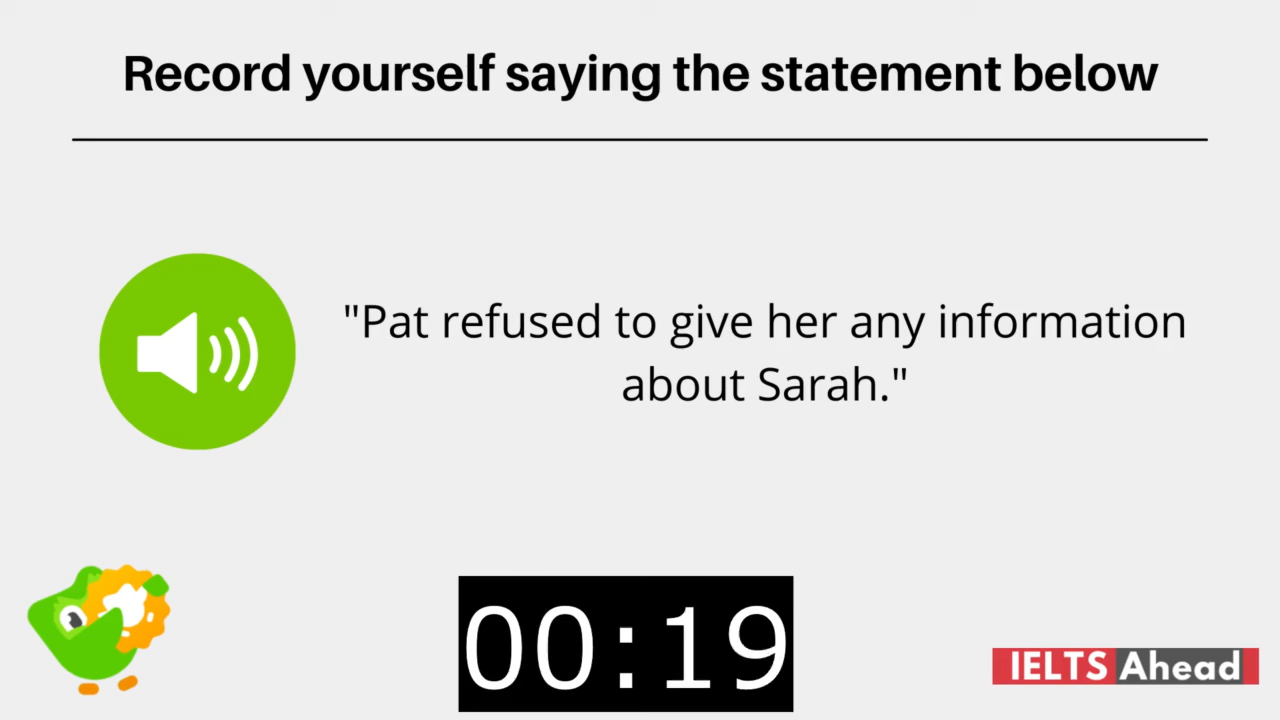 Record yourself saying the statement below
"Pat refused to give her any information
about Sarah."
00:19
IELTS Ahead